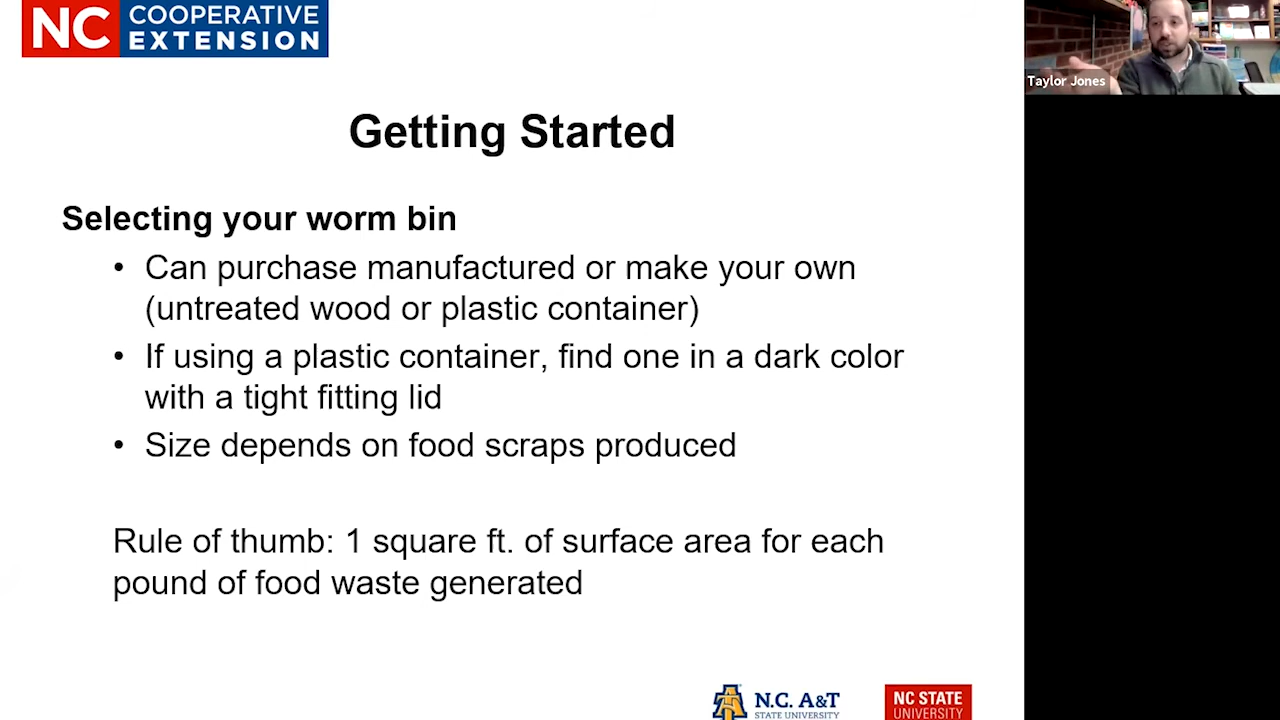 NC COOPERATIVE
EXTENSION
Taylor Jones
Getting Started
Selecting your worm bin
• Can purchase manufactured or make your own
(untreated wood or plastic container)
• If using a plastic container, find one in a dark color
with a tight fitting lid
• Size depends on food scraps produced
Rule of thumb: 1 square ft. of surface area for each
pound of food waste generated
N.C. A&T
STATE UNIVERSITY
NC STATE
UNIVERSITY